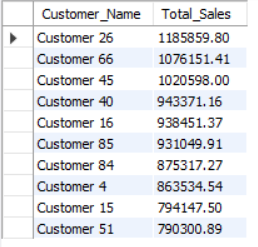 Customer_Name Total_Sales
Customer 26 1185859.80
Customer 66 1076151.41
Customer 45 1020598.00
Customer 40 943371.16
Customer 16 938451.37
Customer 85 931049.91
Customer 84 875317.27
Customer 4 863534.54
Customer 15 794147.50
Customer 51 790300.89